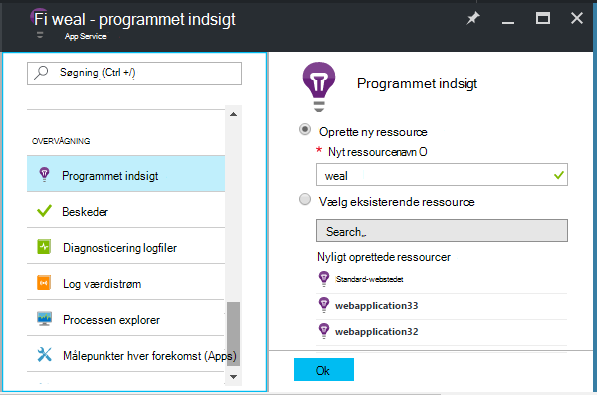 Fi weal - programmet indsigt
App Service
Søgning (Ctrl +/)
OVERVÅGNING
Programmet indsigt
Beskeder
Diagnosticering logfiler
Log værdistrøm
Processen explorer
Målepunkter hver forekomst (Apps)
Programmet indsigt
Oprette ny ressource
* Nyt ressourcenavn O
weal
Vælg eksisterende ressource
Search,.
Nyligt oprettede ressourcer
Standard-webstedet
webapplication33
webapplication32
Ok